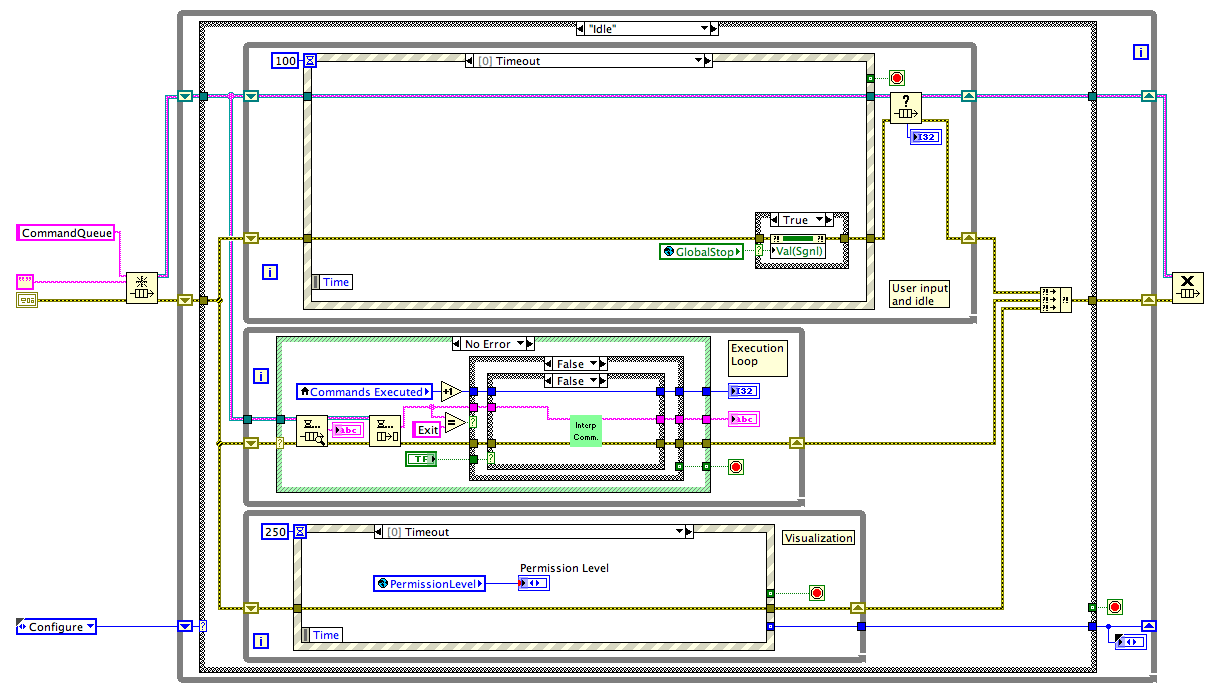 "Idle"
i
100
[0] Timeout
?
I32
CommandQueue
True
GlobalStop
?
Val(Sgnl)
i
""
Time
User input
and idle
No Error
Execution
Loop
False
i
False
Commands Executed
+1
I32
abc
abc
Exit
=
?
Interp
Comm.
?
TF
?
250
[0] Timeout
Visualization
Permission Level
PermissionLevel
Configure
?
Time
i